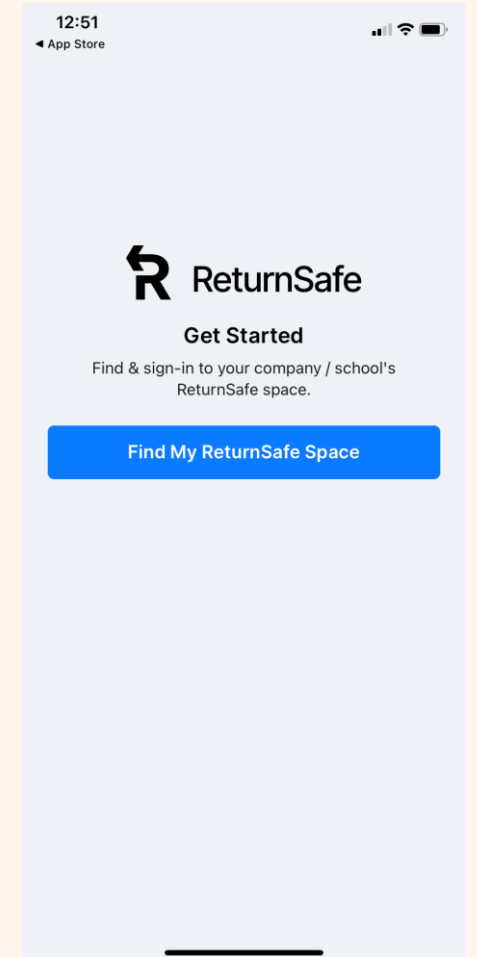 12:51
◀ App Store
ReturnSafe
Get Started
Find & sign-in to your company / school's
ReturnSafe space.
Find My ReturnSafe Space